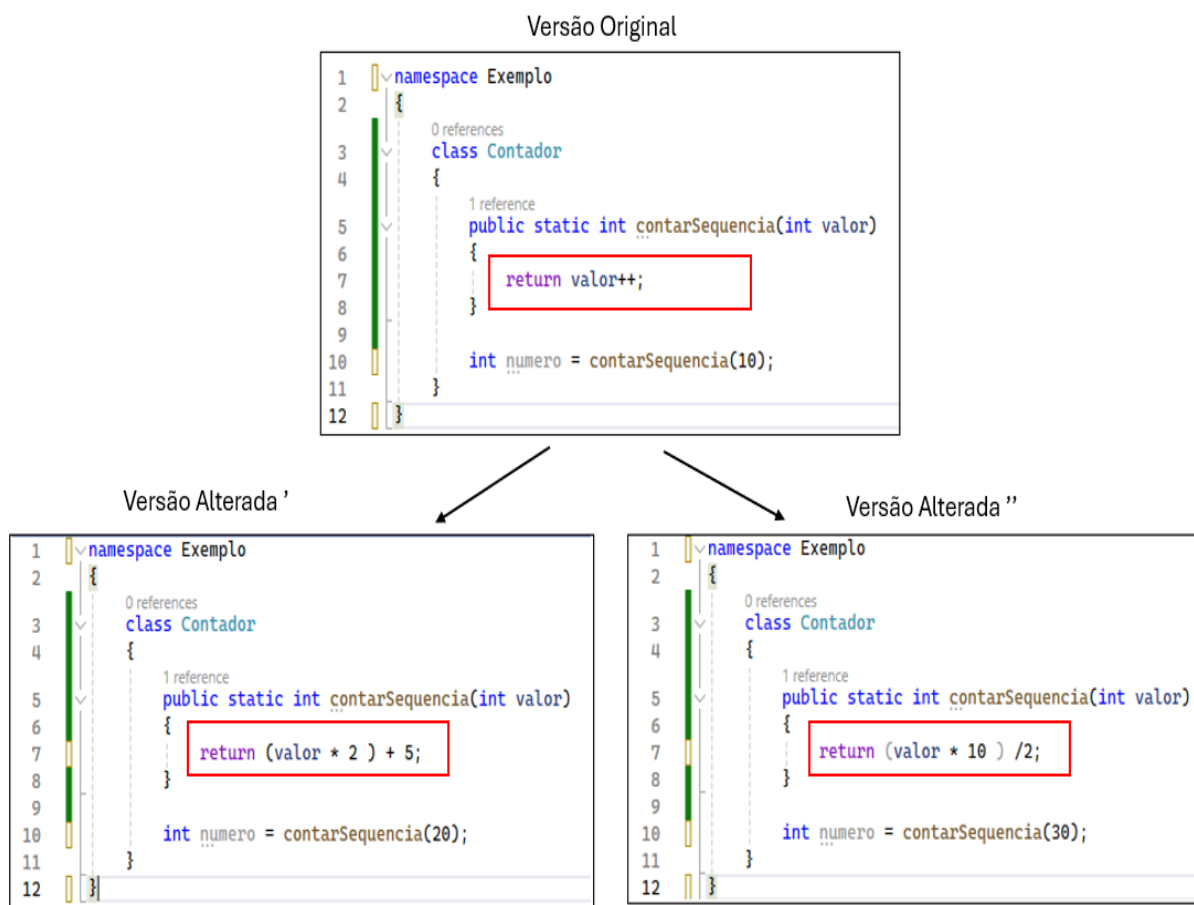 Versão Original
1 namespace Exemplo
2 {
0 references
3 class Contador
4 {
1 reference
5 public static int contarSequencia(int valor)
6 {
7 return valor++;
8 }
9
10 int numero = contarSequencia(10);
11 }
12 }
Versão Alterada ’
1 namespace Exemplo
2 {
0 references
3 class Contador
4 {
1 reference
5 public static int contarSequencia(int valor)
6 {
7 return (valor * 2 ) + 5;
8 }
9
10 int numero = contarSequencia(20);
11 }
12 }
Versão Alterada ’’
1 namespace Exemplo
2 {
0 references
3 class Contador
4 {
1 reference
5 public static int contarSequencia(int valor)
6 {
7 return (valor * 10 ) /2;
8 }
9
10 int numero = contarSequencia(30);
11 }
12 }